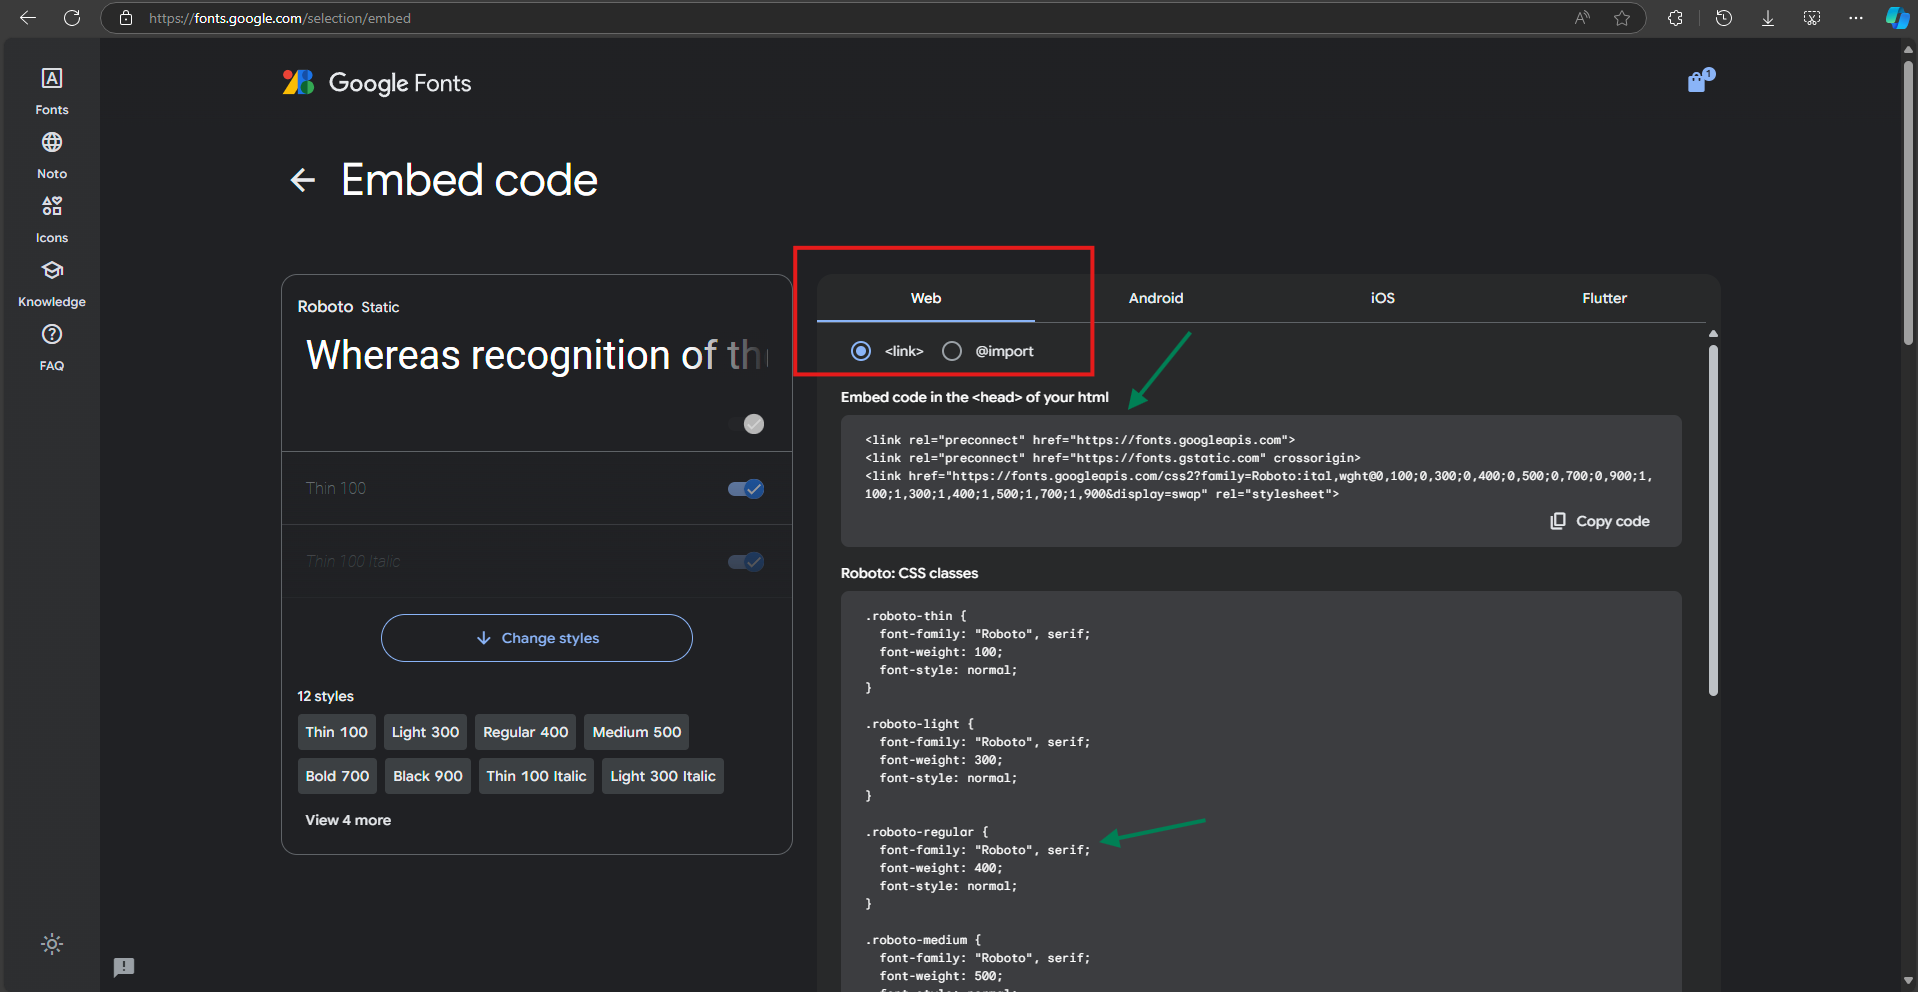 https://fonts.google.com/selection/embed
Fonts
Noto
Icons
Knowledge
FAQ
Google Fonts
1
Embed code
Roboto Static
Whereas recognition of the
Thin 100
Thin 100 Italic
Change styles
12 styles
Thin 100 Light 300 Regular 400 Medium 500
Bold 700 Black 900 Thin 100 Italic Light 300 Italic
View 4 more
Web Android iOS Flutter
<link> @import
Embed code in the <head> of your html
<link rel="preconnect" href="https://fonts.googleapis.com">
<link rel="preconnect" href="https://fonts.gstatic.com" crossorigin>
<link href="https://fonts.googleapis.com/css2?family=Roboto:ital,wght@0,100;0,300;0,400;0,500;0,700;0,900;1,
100;1,300;1,400;1,500;1,700;1,900&display=swap" rel="stylesheet">
Copy code
Roboto: CSS classes
.roboto-thin {
font-family: "Roboto", serif;
font-weight: 100;
font-style: normal;
}
.roboto-light {
font-family: "Roboto", serif;
font-weight: 300;
font-style: normal;
}
.roboto-regular {
font-family: "Roboto", serif;
font-weight: 400;
font-style: normal;
}
.roboto-medium {
font-family: "Roboto", serif;
font-weight: 500;